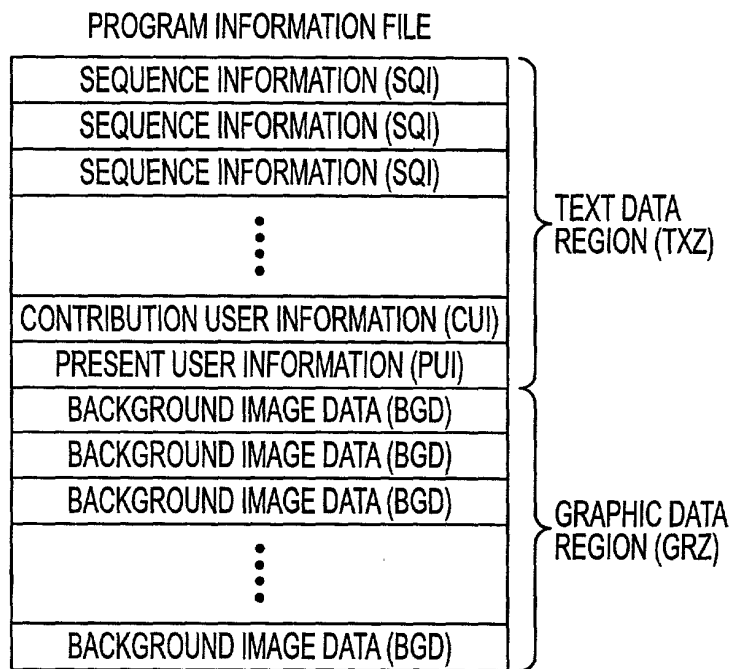 PROGRAM INFORMATION FILE
SEQUENCE INFORMATION (SQI)
SEQUENCE INFORMATION (SQI)
SEQUENCE INFORMATION (SQI)
CONTRIBUTION USER INFORMATION (CUI)
PRESENT USER INFORMATION (PUI)
TEXT DATA
REGION (TXZ)
BACKGROUND IMAGE DATA (BGD)
BACKGROUND IMAGE DATA (BGD)
BACKGROUND IMAGE DATA (BGD)
BACKGROUND IMAGE DATA (BGD)
GRAPHIC DATA
REGION (GRZ)